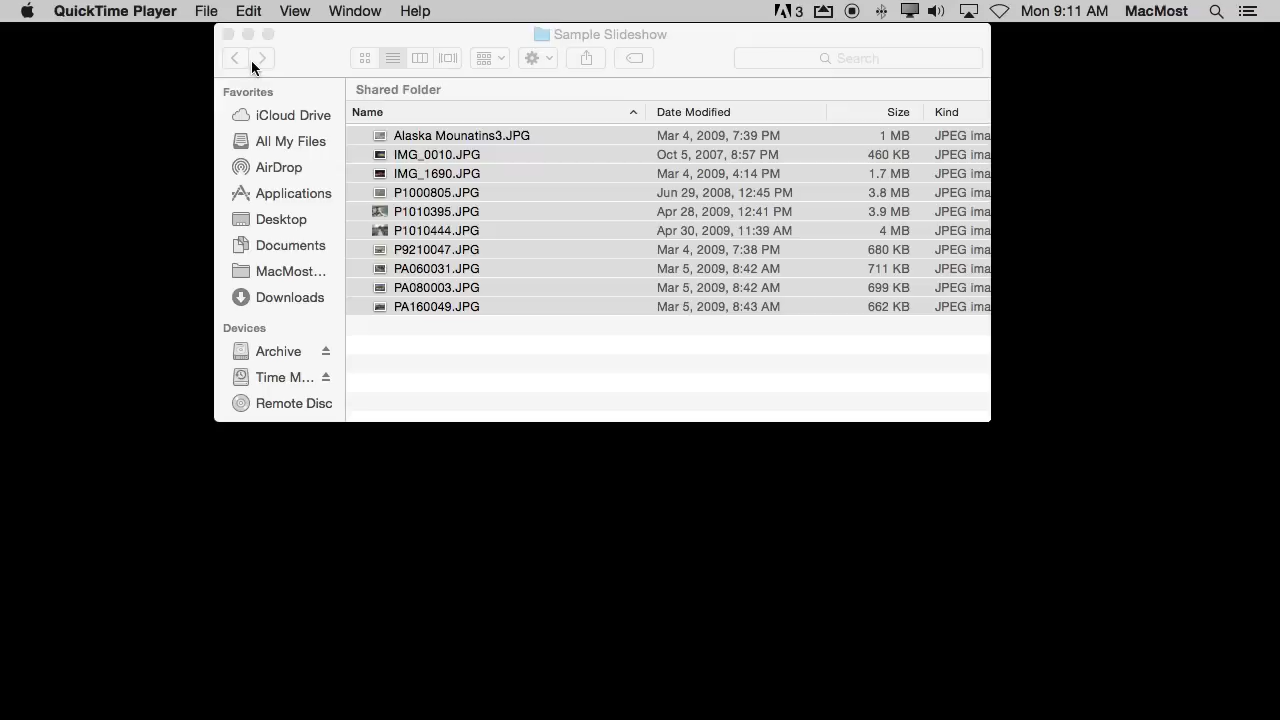 QuickTime Player File Edit View Window Help 3 Mon 9:11 AM MacMost
Sample Slideshow
Search
Favorites
iCloud Drive
All My Files
AirDrop
Applications
Desktop
Documents
MacMost...
Downloads
Devices
Archive
Time M...
Remote Disc
Shared Folder
Name Date Modified Size Kind
Alaska Mounatins3.JPG Mar 4, 2009, 7:39 PM 1 MB JPEG ima
IMG_0010.JPG Oct 5, 2007, 8:57 PM 460 KB JPEG ima
IMG_1690.JPG Mar 4, 2009, 4:14 PM 1.7 MB JPEG ima
P1000805.JPG Jun 29, 2008, 12:45 PM 3.8 MB JPEG ima
P1010395.JPG Apr 28, 2009, 12:41 PM 3.9 MB JPEG ima
P1010444.JPG Apr 30, 2009, 11:39 AM 4 MB JPEG ima
P9210047.JPG Mar 4, 2009, 7:38 PM 680 KB JPEG ima
PA060031.JPG Mar 5, 2009, 8:42 AM 711 KB JPEG ima
PA080003.JPG Mar 5, 2009, 8:42 AM 699 KB JPEG ima
PA160049.JPG Mar 5, 2009, 8:43 AM 662 KB JPEG ima